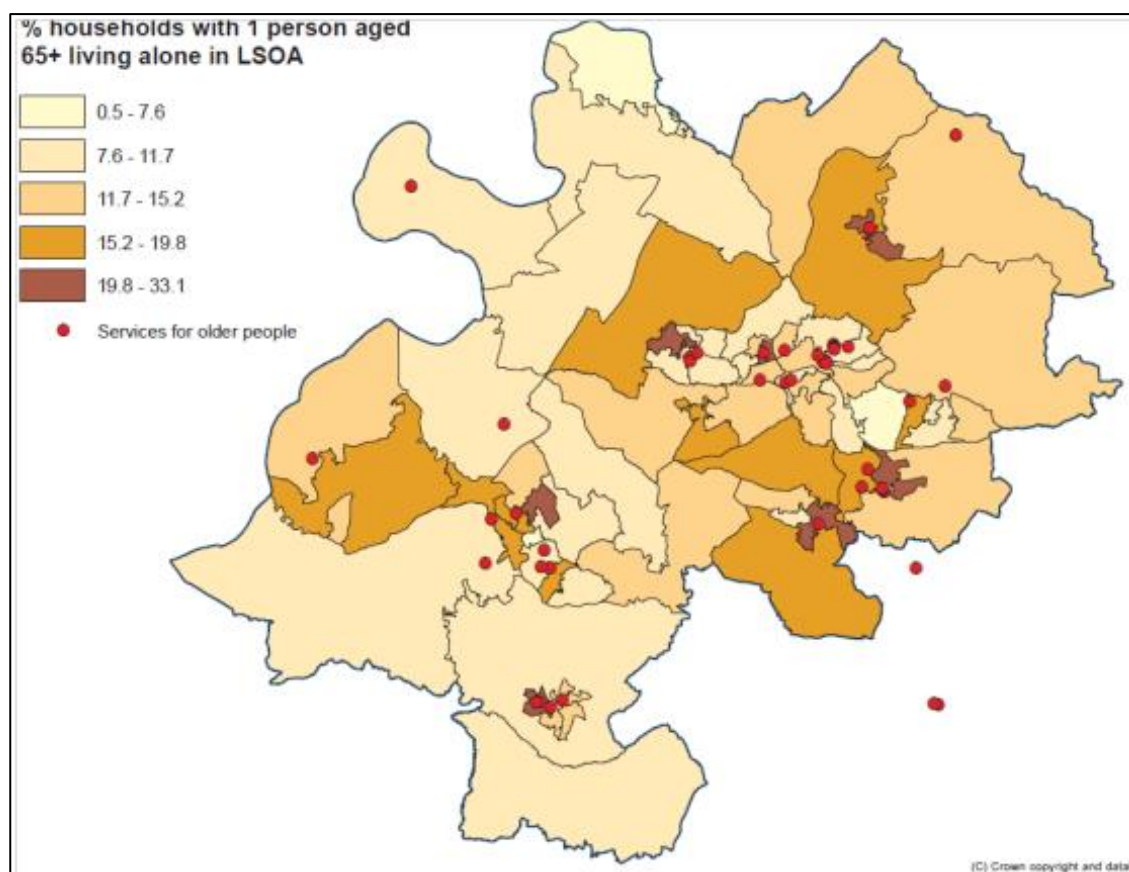 % households with 1 person aged
65+ living alone in LSOA
0.5 - 7.6
7.6 - 11.7
11.7 - 15.2
15.2 - 19.8
19.8 - 33.1
Services for older people
(C) Crown copyright and data